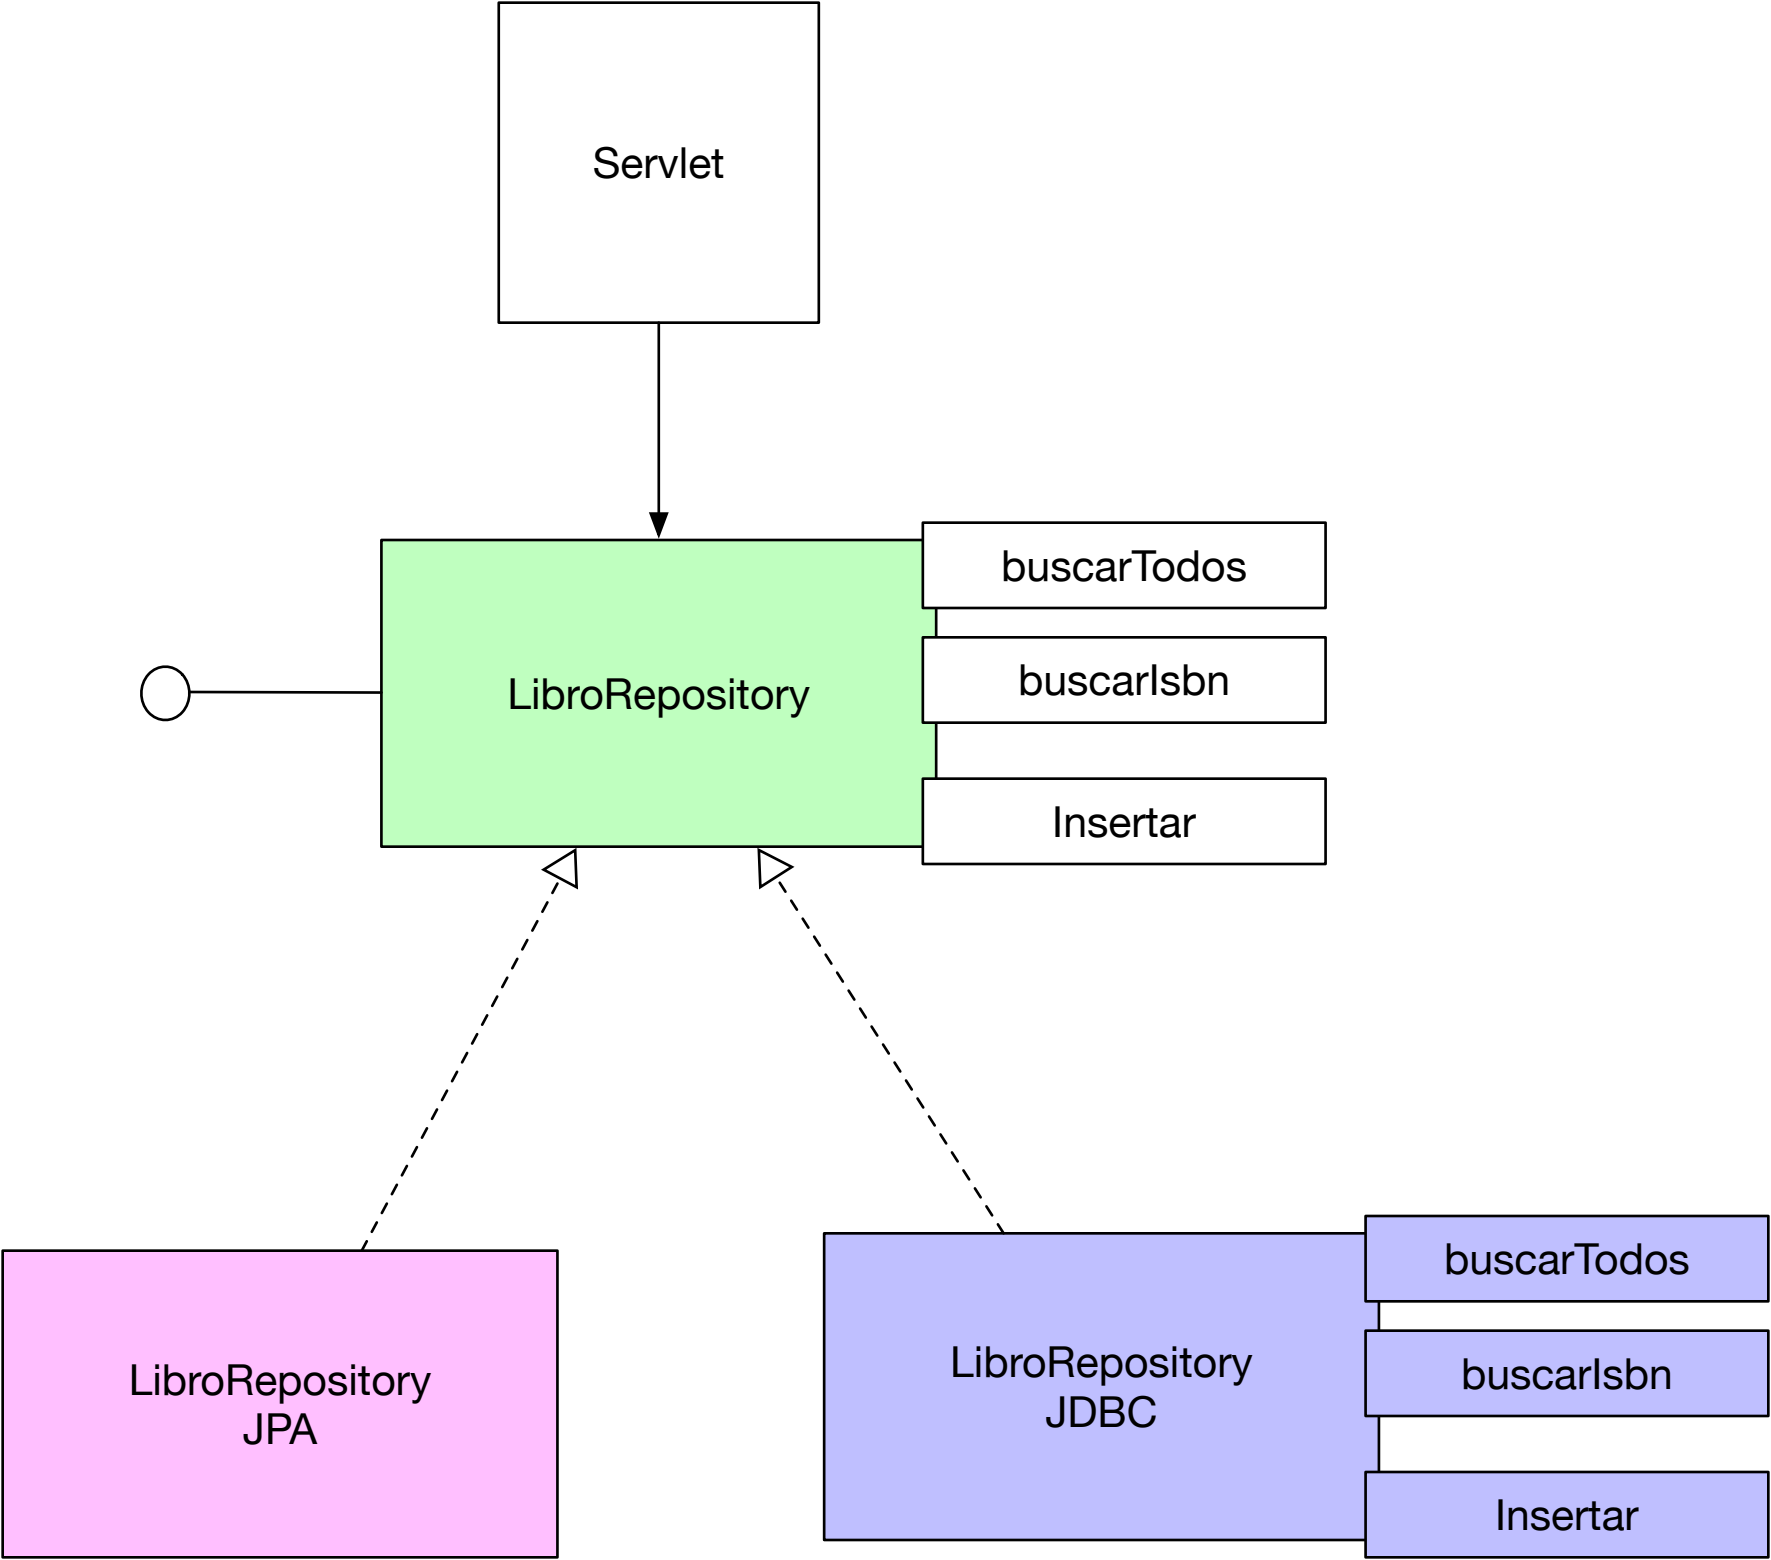 Servlet
buscarTodos
buscarIsbn
LibroRepository
Insertar
LibroRepository
JPA
LibroRepository
JDBC
buscarTodos
buscarIsbn
Insertar